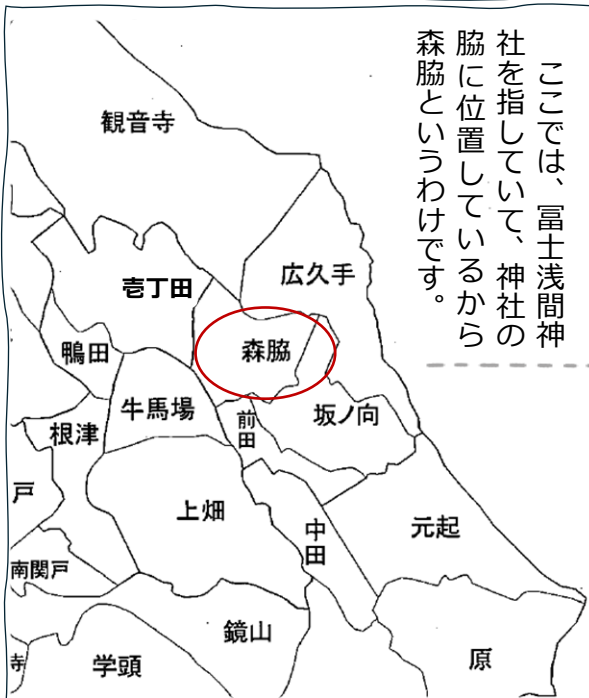 ここでは、冨士浅間神
社を指していて、神社の
脇に位置しているから
森脇というわけです。
観音寺
広久手
壱丁田
森脇
鴨田
牛馬場
前田
坂ノ向
根津
戸
上畑
中田
元起
南関戸
鏡山
寺
学頭
原